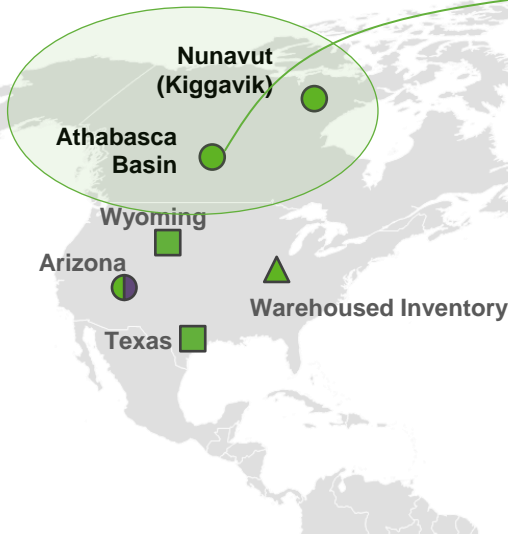 Nunavut
(Kiggavik)
Athabasca
Basin
Wyoming
Arizona
Warehoused Inventory
Texas